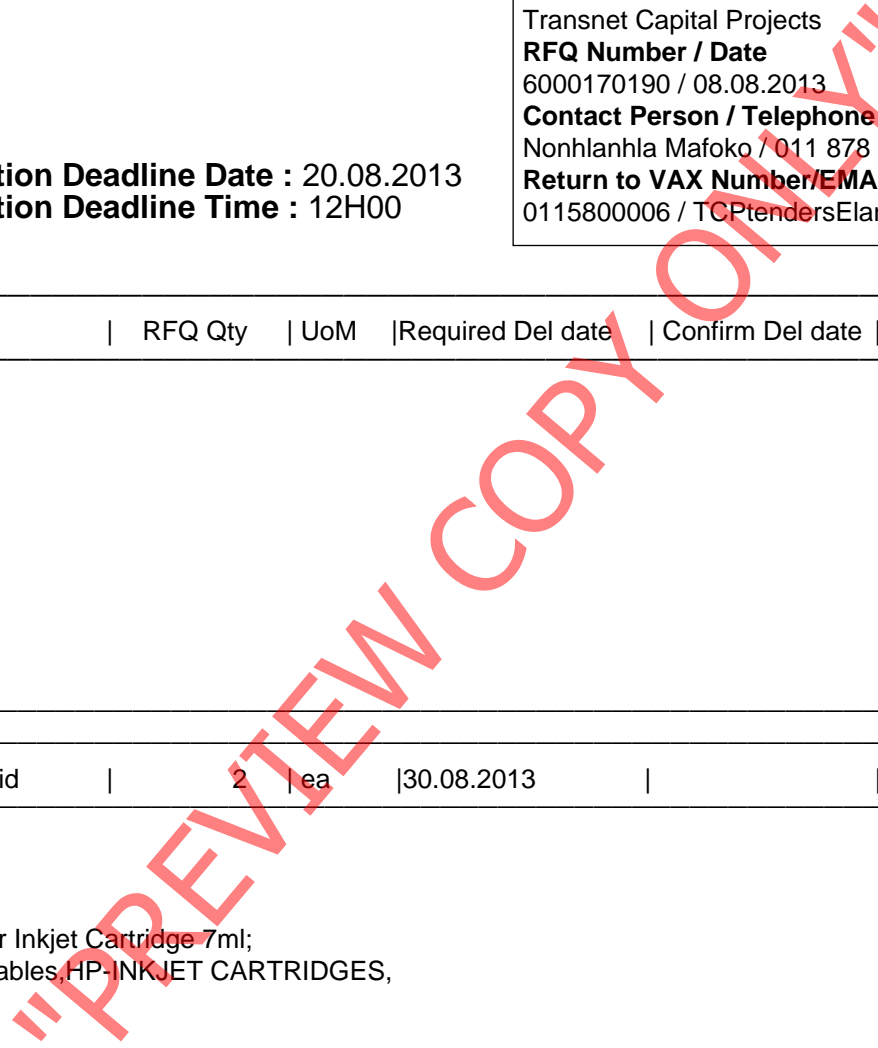 Transnet Capital Projects
RFQ Number / Date
6000170190 / 08.08.2013
Contact Person / Telephone
Nonhlanhla Mafoko / 011 878
Return to VAX Number/EMA
0115800006 / TCPtendersElan
tion Deadline Date : 20.08.2013
tion Deadline Time : 12H00
| RFQ Qty | UoM |Required Del date | Confirm Del date |
id | 2 | ea |30.08.2013 | |
r Inkjet Cartridge 7ml;
ables,HP-INKJET CARTRIDGES,
"PREVIEW COPY ONLY"